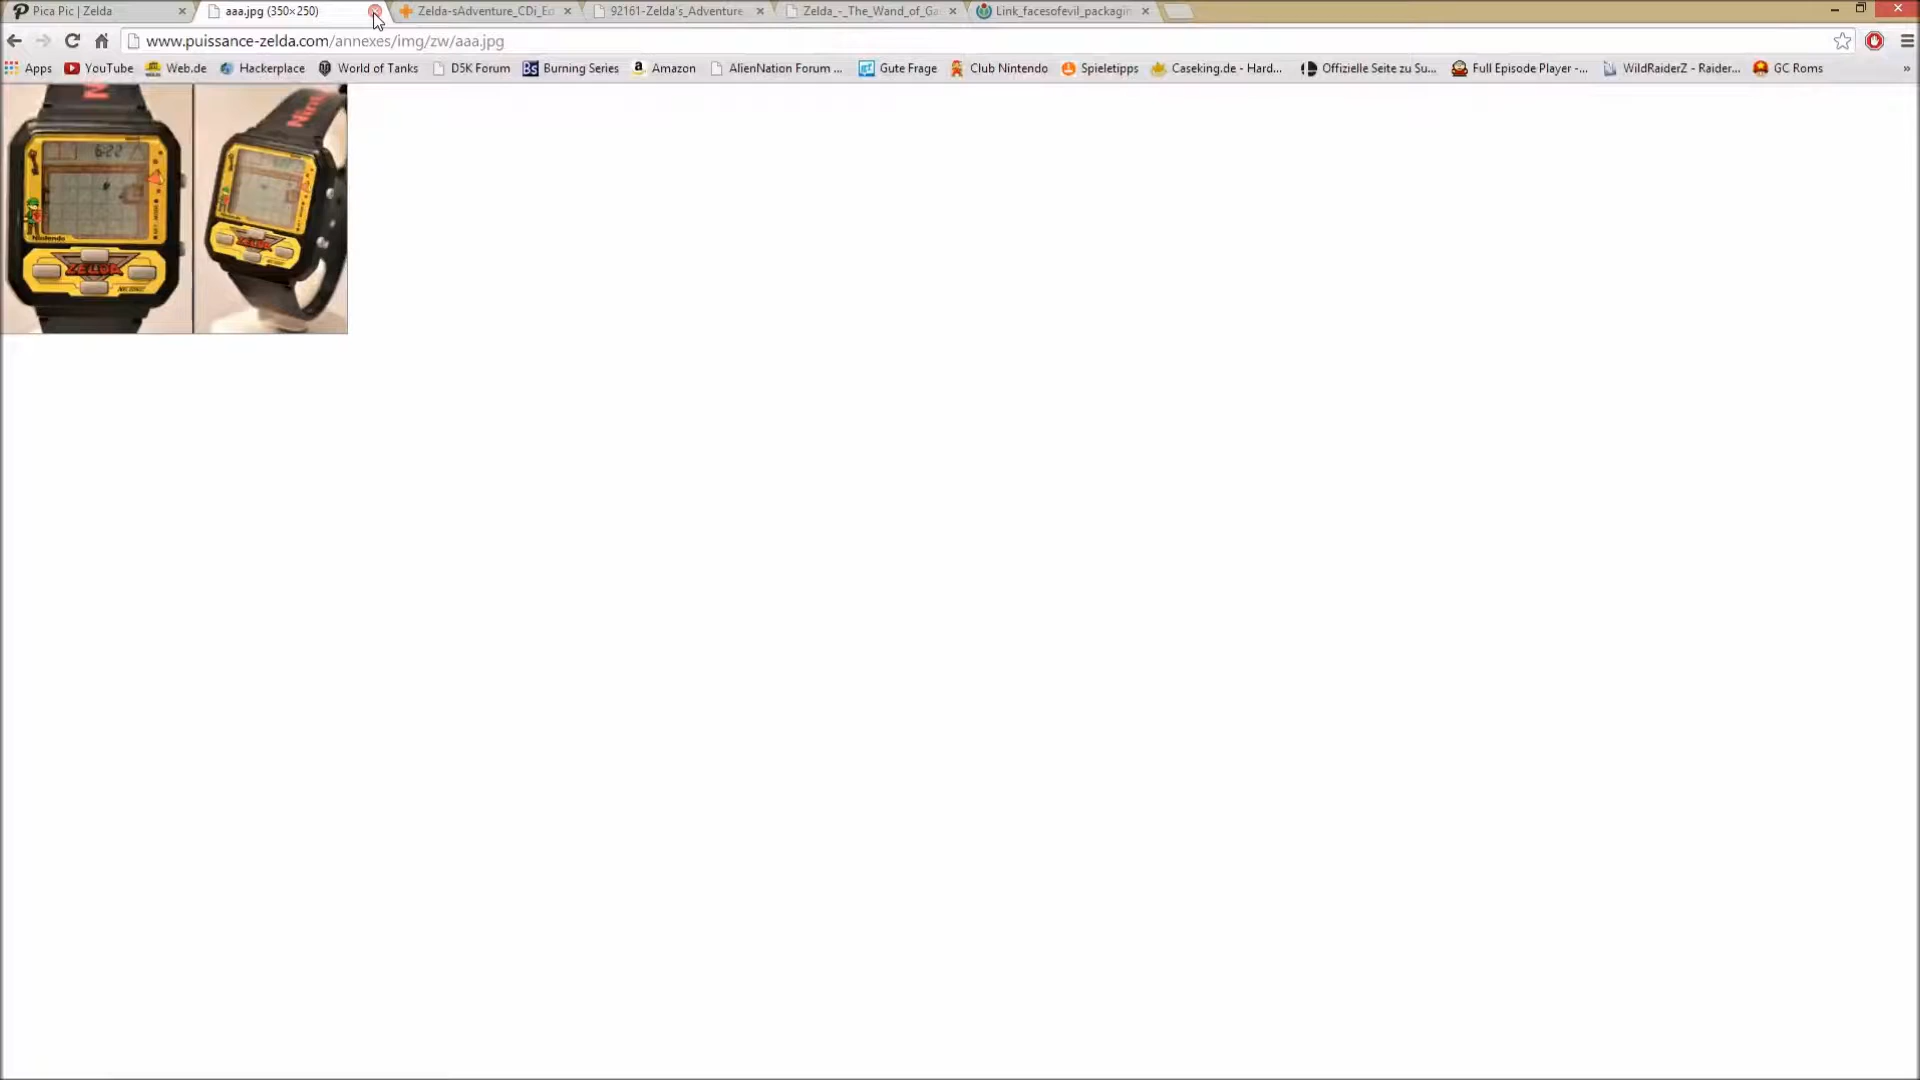 Pica Pic | Zelda
aaa.jpg (350×250)
Zelda-sAdventure_CDi_Ed
92161-Zelda's_Adventure
Zelda_-_The_Wand_of_Ga
Link_facesofevil_packagin
www.puissance-zelda.com/annexes/img/zw/aaa.jpg
Apps
YouTube
Web.de
Hackerplace
World of Tanks
D5K Forum
Burning Series
Amazon
AlienNation Forum ...
Gute Frage
Club Nintendo
Spieletipps
Caseking.de - Hard...
Offizielle Seite zu Su...
Full Episode Player -...
WildRaiderZ - Raider...
GC Roms
»
6:22
Nintendo
ZELDA
ZELDA